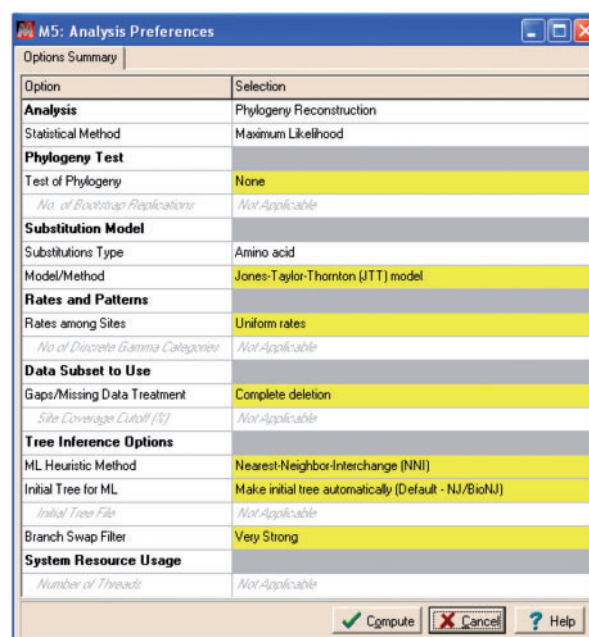 M5: Analysis Preferences
Options Summary
Option Selection
Analysis Phylogeny Reconstruction
Statistical Method Maximum Likelihood
Phylogeny Test
Test of Phylogeny None
No. of Bootstrap Replications Not Applicable
Substitution Model
Substitutions Type Amino acid
Model/Method Jones-Taylor-Thornton (JTT) model
Rates and Patterns
Rates among Sites Uniform rates
No of Discrete Gamma Categories Not Applicable
Data Subset to Use
Gaps/Missing Data Treatment Complete deletion
Site Coverage Cutoff (%) Not Applicable
Tree Inference Options
ML Heuristic Method Nearest-Neighbor-Interchange (NNI)
Initial Tree for ML Make initial tree automatically (Default - NJ/BioNJ)
Initial Tree File Not Applicable
Branch Swap Filter Very Strong
System Resource Usage
Number of Threads Not Applicable
Compute Cancel Help